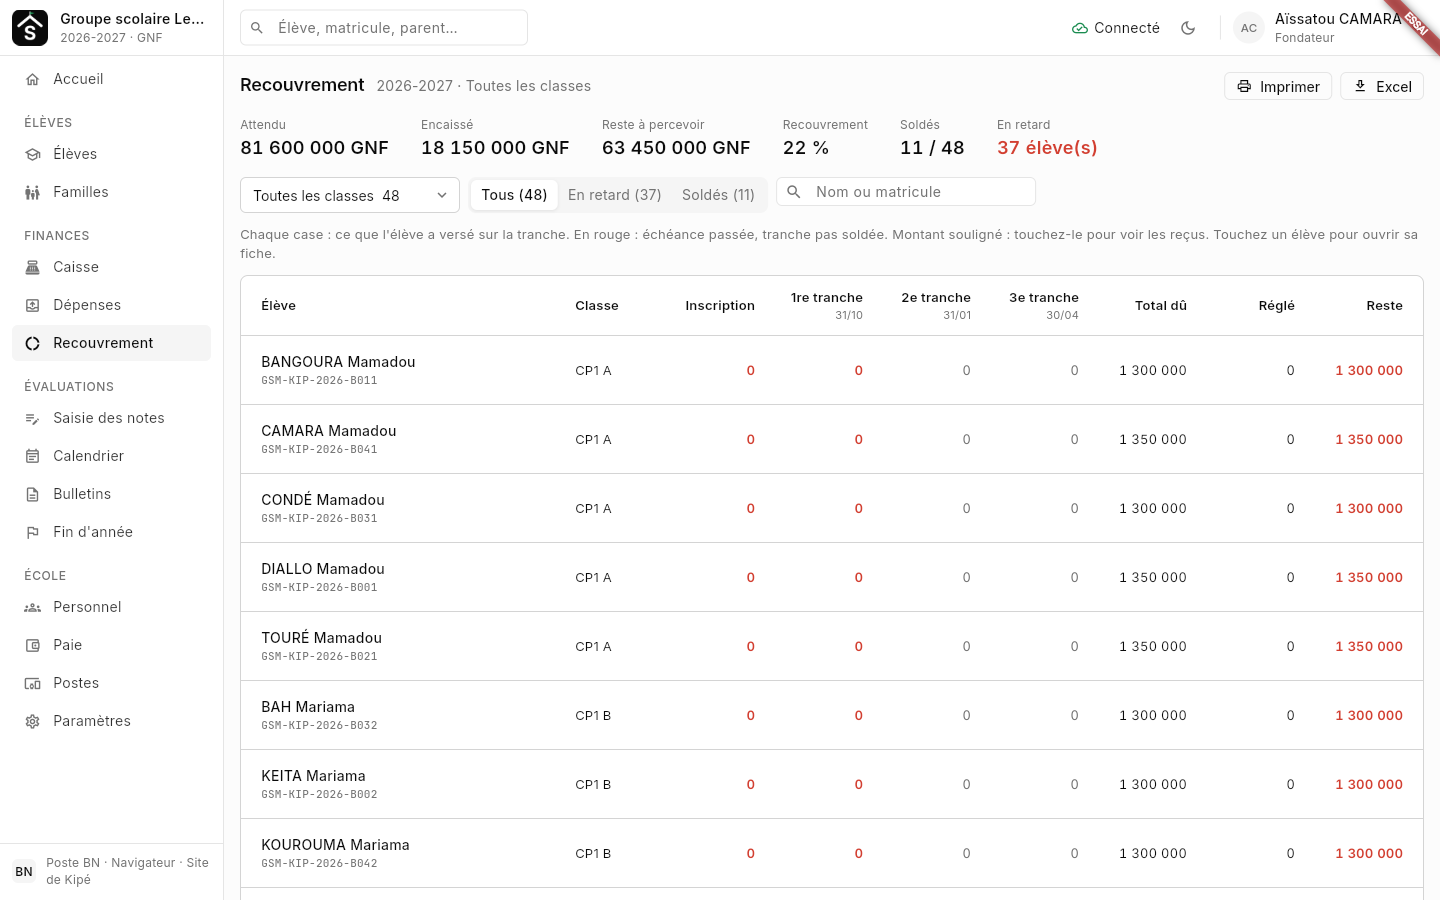 Groupe scolaire Le...
2026-2027 · GNF
Élève, matricule, parent...
Connecté
AC
Aïssatou CAMARA
Fondateur
ESSAI
Accueil
ÉLÈVES
Élèves
Familles
FINANCES
Caisse
Dépenses
Recouvrement
ÉVALUATIONS
Saisie des notes
Calendrier
Bulletins
Fin d'année
ÉCOLE
Personnel
Paie
Postes
Paramètres
BN
Poste BN · Navigateur · Site
de Kipé
Recouvrement 2026-2027 · Toutes les classes
Imprimer
Excel
Attendu
81 600 000 GNF
Encaissé
18 150 000 GNF
Reste à percevoir
63 450 000 GNF
Recouvrement
22 %
Soldés
11 / 48
En retard
37 élève(s)
Toutes les classes 48
Tous (48)
En retard (37)
Soldés (11)
Nom ou matricule
Chaque case : ce que l'élève a versé sur la tranche. En rouge : échéance passée, tranche pas soldée. Montant souligné : touchez-le pour voir les reçus. Touchez un élève pour ouvrir sa
fiche.
Élève Classe Inscription 1re tranche 31/10 2e tranche 31/01 3e tranche 30/04 Total dû Réglé Reste
BANGOURA Mamadou
GSM-KIP-2026-B011
CP1 A 0 0 0 0 1 300 000 0 1 300 000
CAMARA Mamadou
GSM-KIP-2026-B041
CP1 A 0 0 0 0 1 350 000 0 1 350 000
CONDÉ Mamadou
GSM-KIP-2026-B031
CP1 A 0 0 0 0 1 300 000 0 1 300 000
DIALLO Mamadou
GSM-KIP-2026-B001
CP1 A 0 0 0 0 1 350 000 0 1 350 000
TOURÉ Mamadou
GSM-KIP-2026-B021
CP1 A 0 0 0 0 1 350 000 0 1 350 000
BAH Mariama
GSM-KIP-2026-B032
CP1 B 0 0 0 0 1 300 000 0 1 300 000
KEITA Mariama
GSM-KIP-2026-B002
CP1 B 0 0 0 0 1 300 000 0 1 300 000
KOUROUMA Mariama
GSM-KIP-2026-B042
CP1 B 0 0 0 0 1 300 000 0 1 300 000